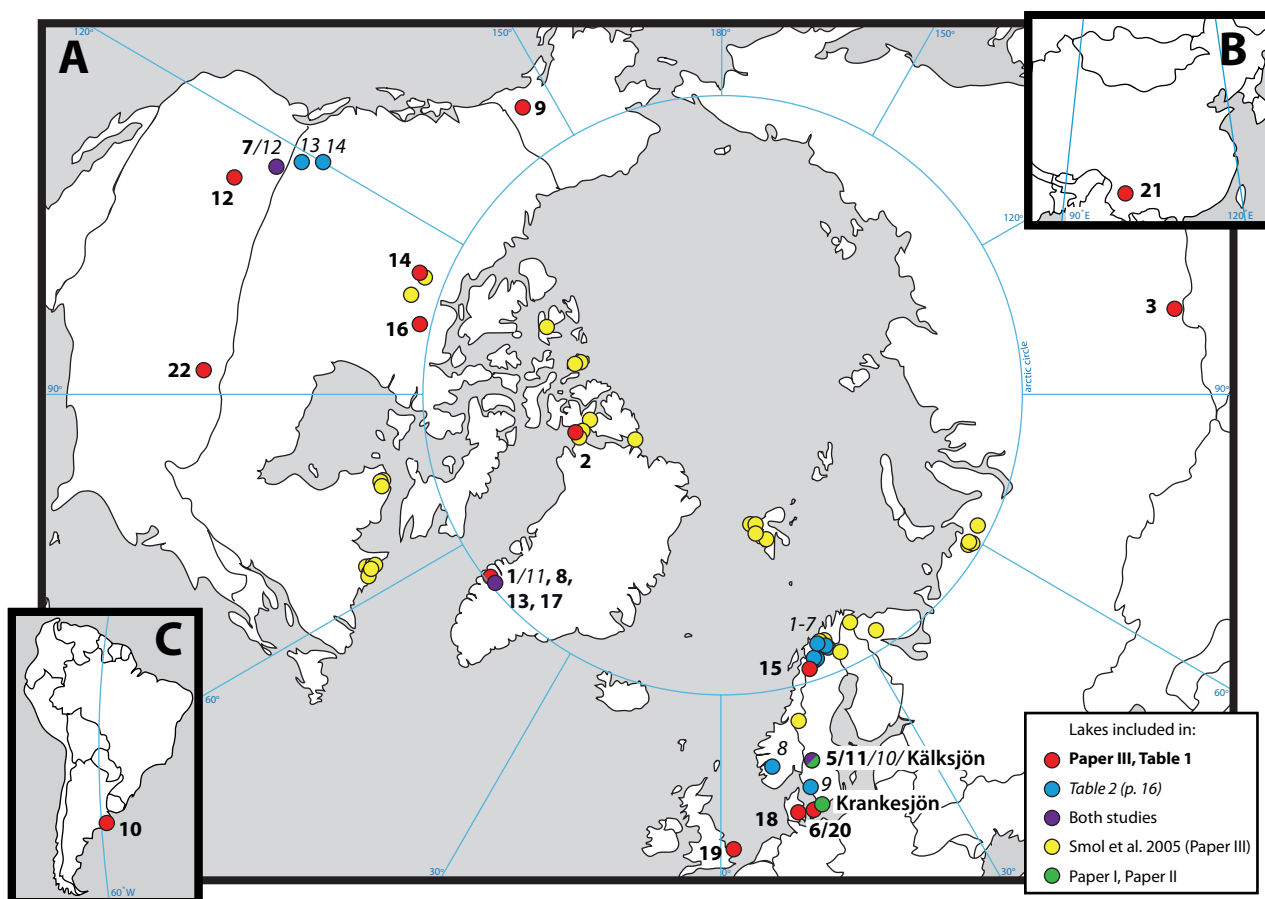 120°
150°
180°
150°
A
B
9
7/12
13
14
12
120°
21
90°E
120°E
14
16
3
22
arctic circle
90°
90°
2
1/11, 8,
13, 17
1-7
15
C
60°
60°
8
5/11/10/ Kälksjön
9
Krankesjön
18
6/20
19
10
60°W
30°
0°
30°
Lakes included in:
Paper III, Table 1
Table 2 (p. 16)
Both studies
Smol et al. 2005 (Paper III)
Paper I, Paper II